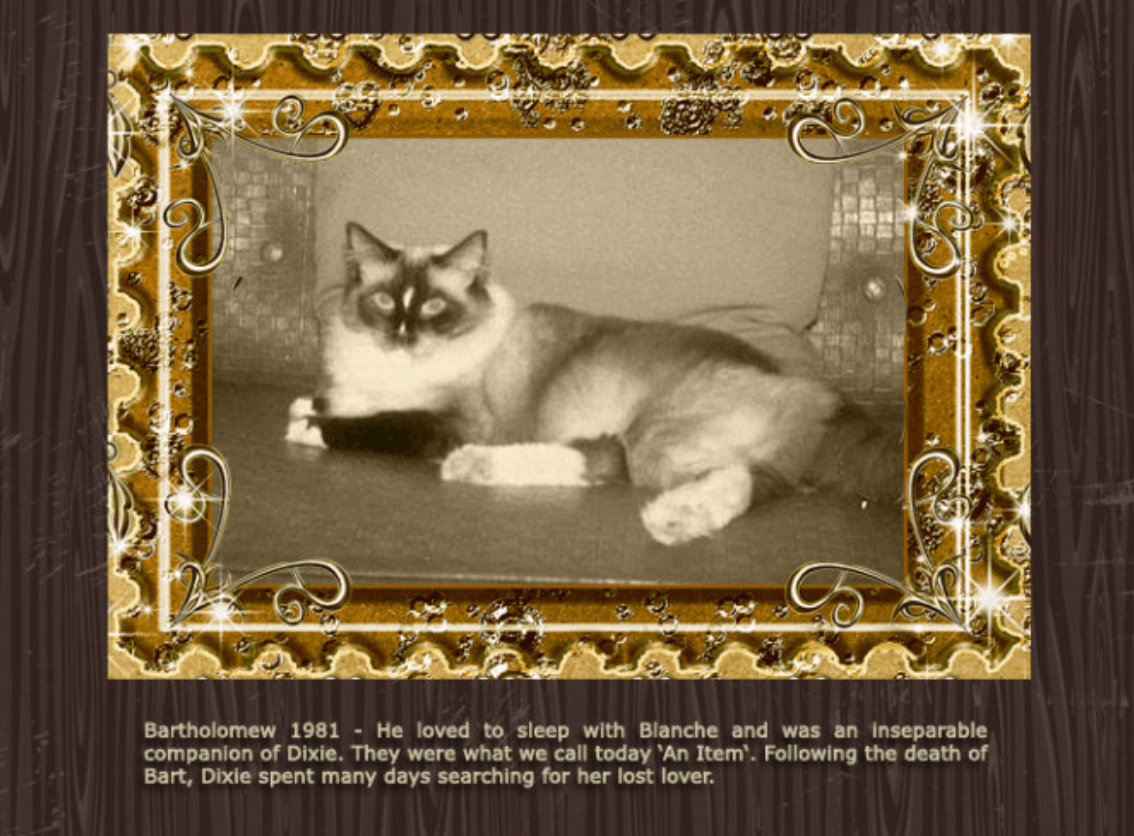 Bartholomew 1981 - He loved to sleep with Blanche and was an inseparable
companion of Dixie. They were what we call today ‛An Item‛. Following the death of
Bart, Dixie spent many days searching for her lost lover.